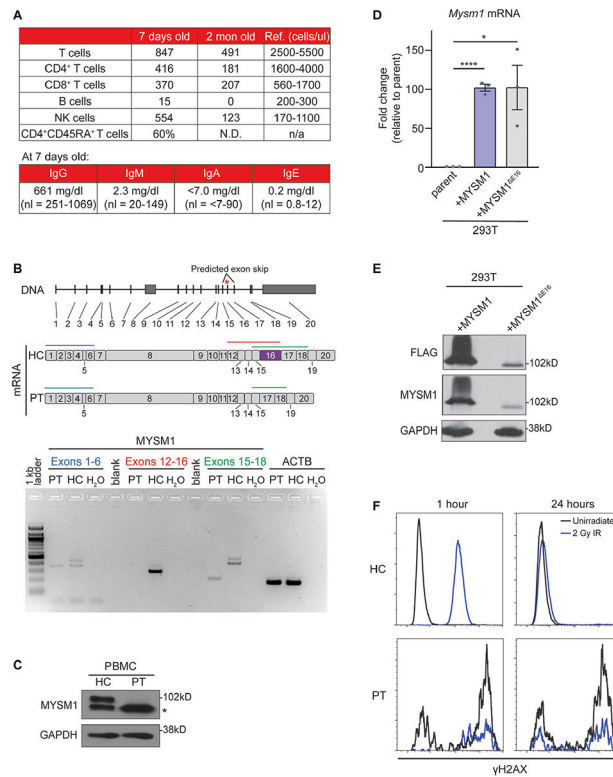 A
7 days old 2 mon old Ref. (cells/ul)
T cells 847 491 2500-5500
CD4⁺ T cells 416 181 1600-4000
CD8⁺ T cells 370 207 560-1700
B cells 15 0 200-300
NK cells 554 123 170-1100
CD4⁺CD45RA⁺ T cells 60% N.D. n/a
At 7 days old:
IgG IgM IgA IgE
661 mg/dl 2.3 mg/dl <7.0 mg/dl 0.2 mg/dl
(nl = 251-1069) (nl = 20-149) (nl = <7-90) (nl = 0.8-12)
B
Predicted exon skip
*
DNA
1 2 3 4 5 6 7 8 9 10 11 12 13 14 15 16 17 18 19 20
mRNA
HC 1 2 3 4 6 7 8 9 10 11 12 16 17 18 20
5 13 14 15 19
PT 1 2 3 4 6 7 8 9 10 11 12 17 18 20
5 13 14 15 19
MYSM1
1 kb ladder
Exons 1-6 blank Exons 12-16 blank Exons 15-18 ACTB
PT HC H₂O PT HC H₂O PT HC H₂O PT HC H₂O
C
PBMC
HC PT
MYSM1 -102kD
*
GAPDH -38kD
D
Mysm1 mRNA
Fold change
(relative to parent)
150
100
50
0
****
*
parent +MYSM1 +MYSM1ΔE16
293T
E
293T
+MYSM1 +MYSM1ΔE16
FLAG -102kD
MYSM1 -102kD
GAPDH 38kD
F
1 hour 24 hours
Unirradiate
2 Gy IR
HC
PT
γH2AX